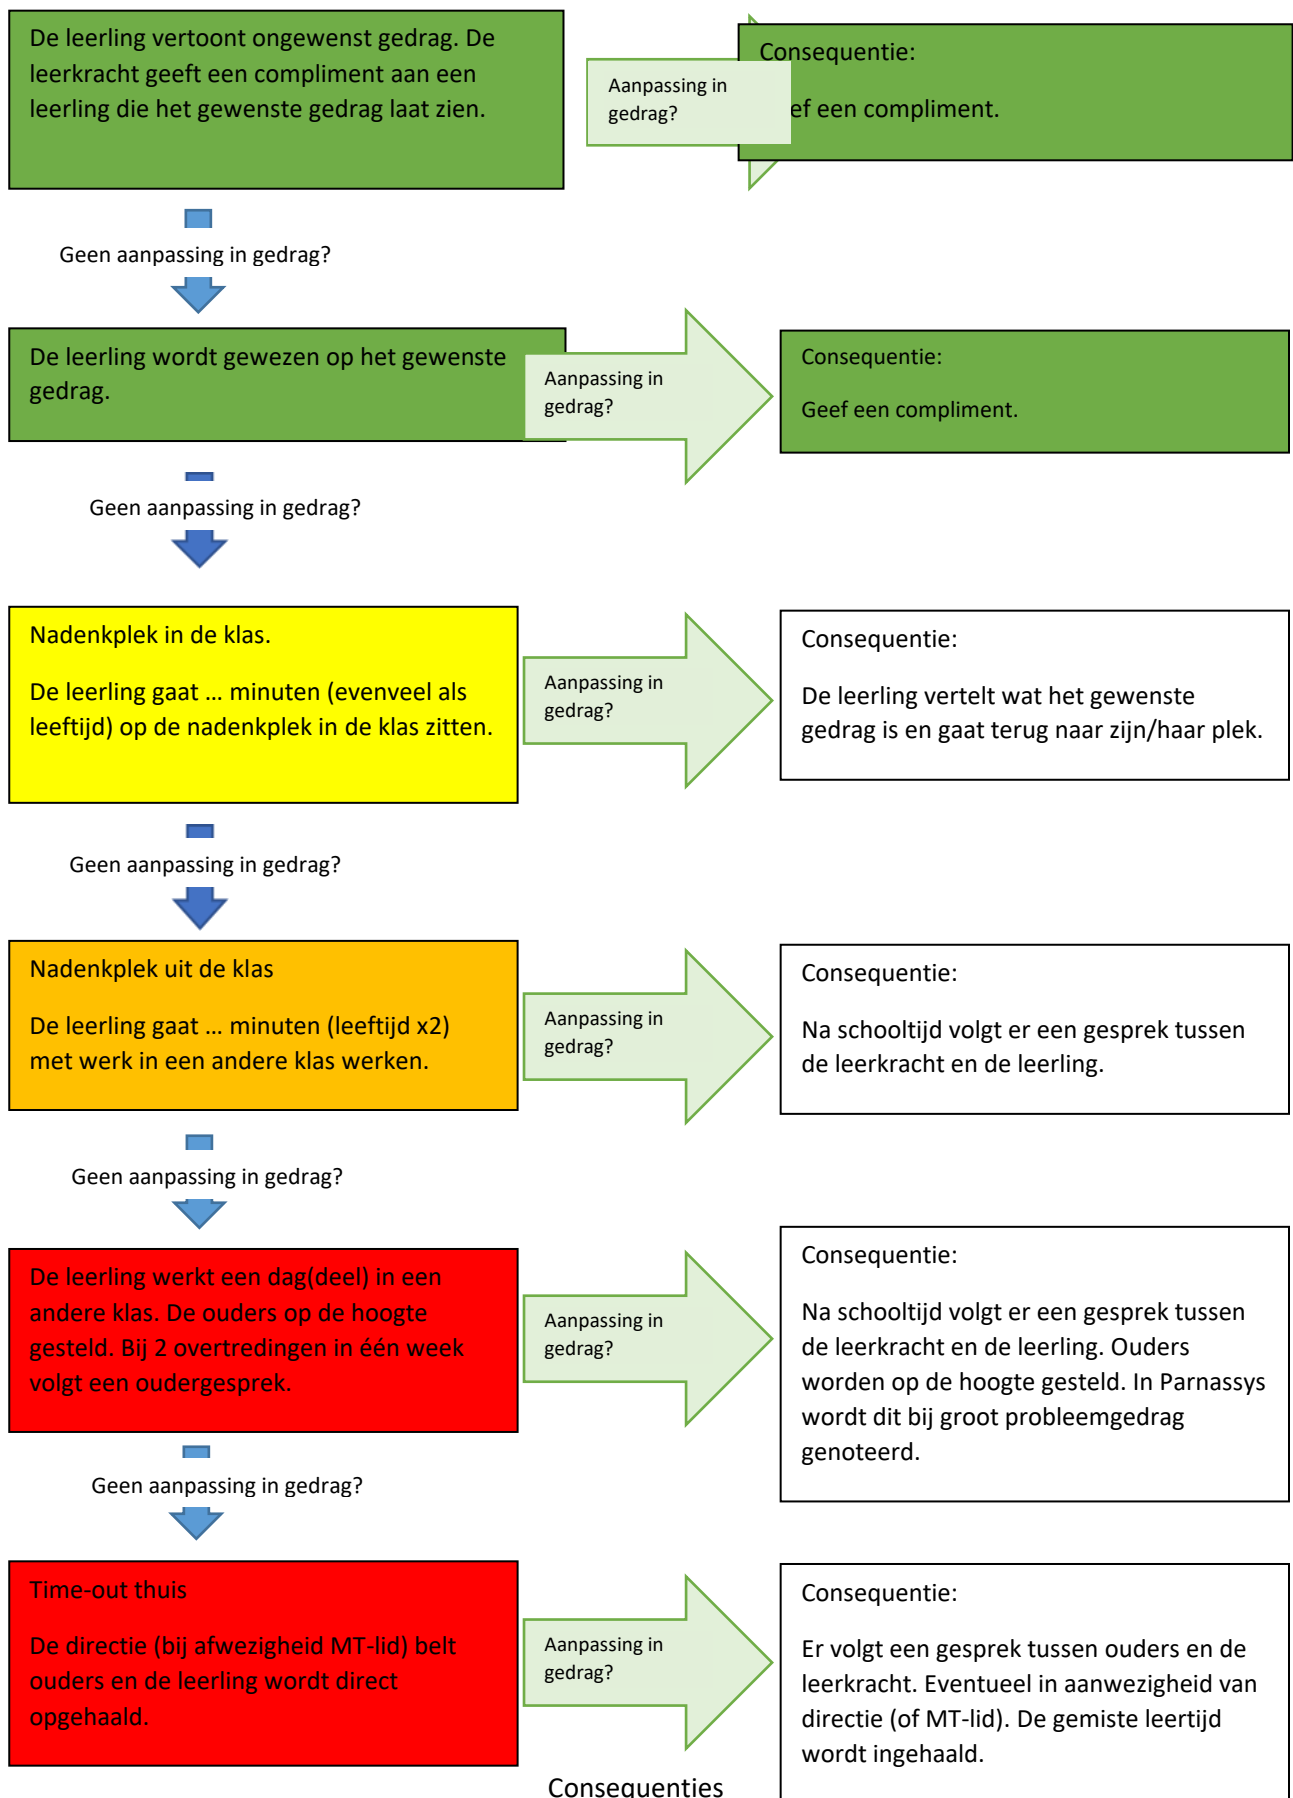 De leerling vertoont ongewenst gedrag. De
leerkracht geeft een compliment aan een
leerling die het gewenste gedrag laat zien.
Aanpassing in
gedrag?
Consequentie:
ef een compliment.
Geen aanpassing in gedrag?
De leerling wordt gewezen op het gewenste
gedrag.
Aanpassing in
gedrag?
Consequentie:
Geef een compliment.
Geen aanpassing in gedrag?
Nadenkplek in de klas.
De leerling gaat … minuten (evenveel als
leeftijd) op de nadenkplek in de klas zitten.
Aanpassing in
gedrag?
Consequentie:
De leerling vertelt wat het gewenste
gedrag is en gaat terug naar zijn/haar plek.
Geen aanpassing in gedrag?
Nadenkplek uit de klas
De leerling gaat … minuten (leeftijd x2)
met werk in een andere klas werken.
Aanpassing in
gedrag?
Consequentie:
Na schooltijd volgt er een gesprek tussen
de leerkracht en de leerling.
Geen aanpassing in gedrag?
De leerling werkt een dag(deel) in een
andere klas. De ouders op de hoogte
gesteld. Bij 2 overtredingen in één week
volgt een oudergesprek.
Aanpassing in
gedrag?
Consequentie:
Na schooltijd volgt er een gesprek tussen
de leerkracht en de leerling. Ouders
worden op de hoogte gesteld. In Parnassys
wordt dit bij groot probleemgedrag
genoteerd.
Geen aanpassing in gedrag?
Time-out thuis
De directie (bij afwezigheid MT-lid) belt
ouders en de leerling wordt direct
opgehaald.
Aanpassing in
gedrag?
Consequentie:
Er volgt een gesprek tussen ouders en de
leerkracht. Eventueel in aanwezigheid van
directie (of MT-lid). De gemiste leertijd
wordt ingehaald.
Consequenties